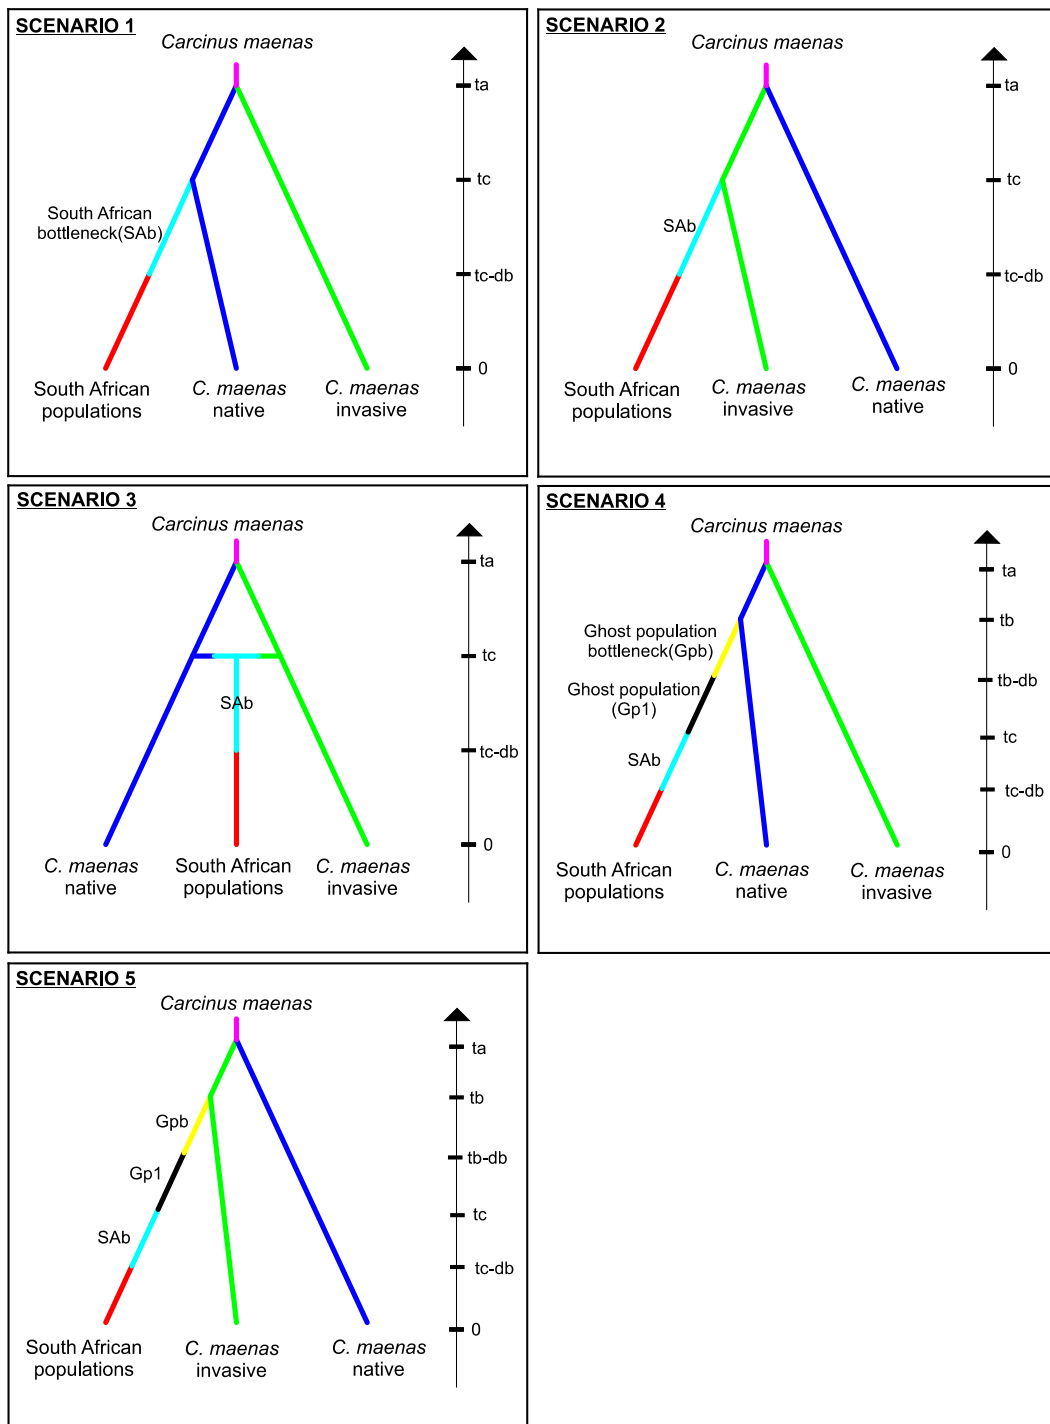 SCENARIO 1
Carcinus maenas
ta
tc
South African
bottleneck(SAb)
tc-db
0
South African
populations
C. maenas
native
C. maenas
invasive
SCENARIO 2
Carcinus maenas
ta
tc
SAb
tc-db
0
South African
populations
C. maenas
invasive
C. maenas
native
SCENARIO 3
Carcinus maenas
ta
tc
SAb
tc-db
0
C. maenas
native
South African
populations
C. maenas
invasive
SCENARIO 4
Carcinus maenas
ta
tb
Ghost population
bottleneck(Gpb)
tb-db
Ghost population
(Gp1)
tc
SAb
tc-db
0
South African
populations
C. maenas
native
C. maenas
invasive
SCENARIO 5
Carcinus maenas
ta
tb
Gpb
tb-db
Gp1
tc
SAb
tc-db
0
South African
populations
C. maenas
invasive
C. maenas
native